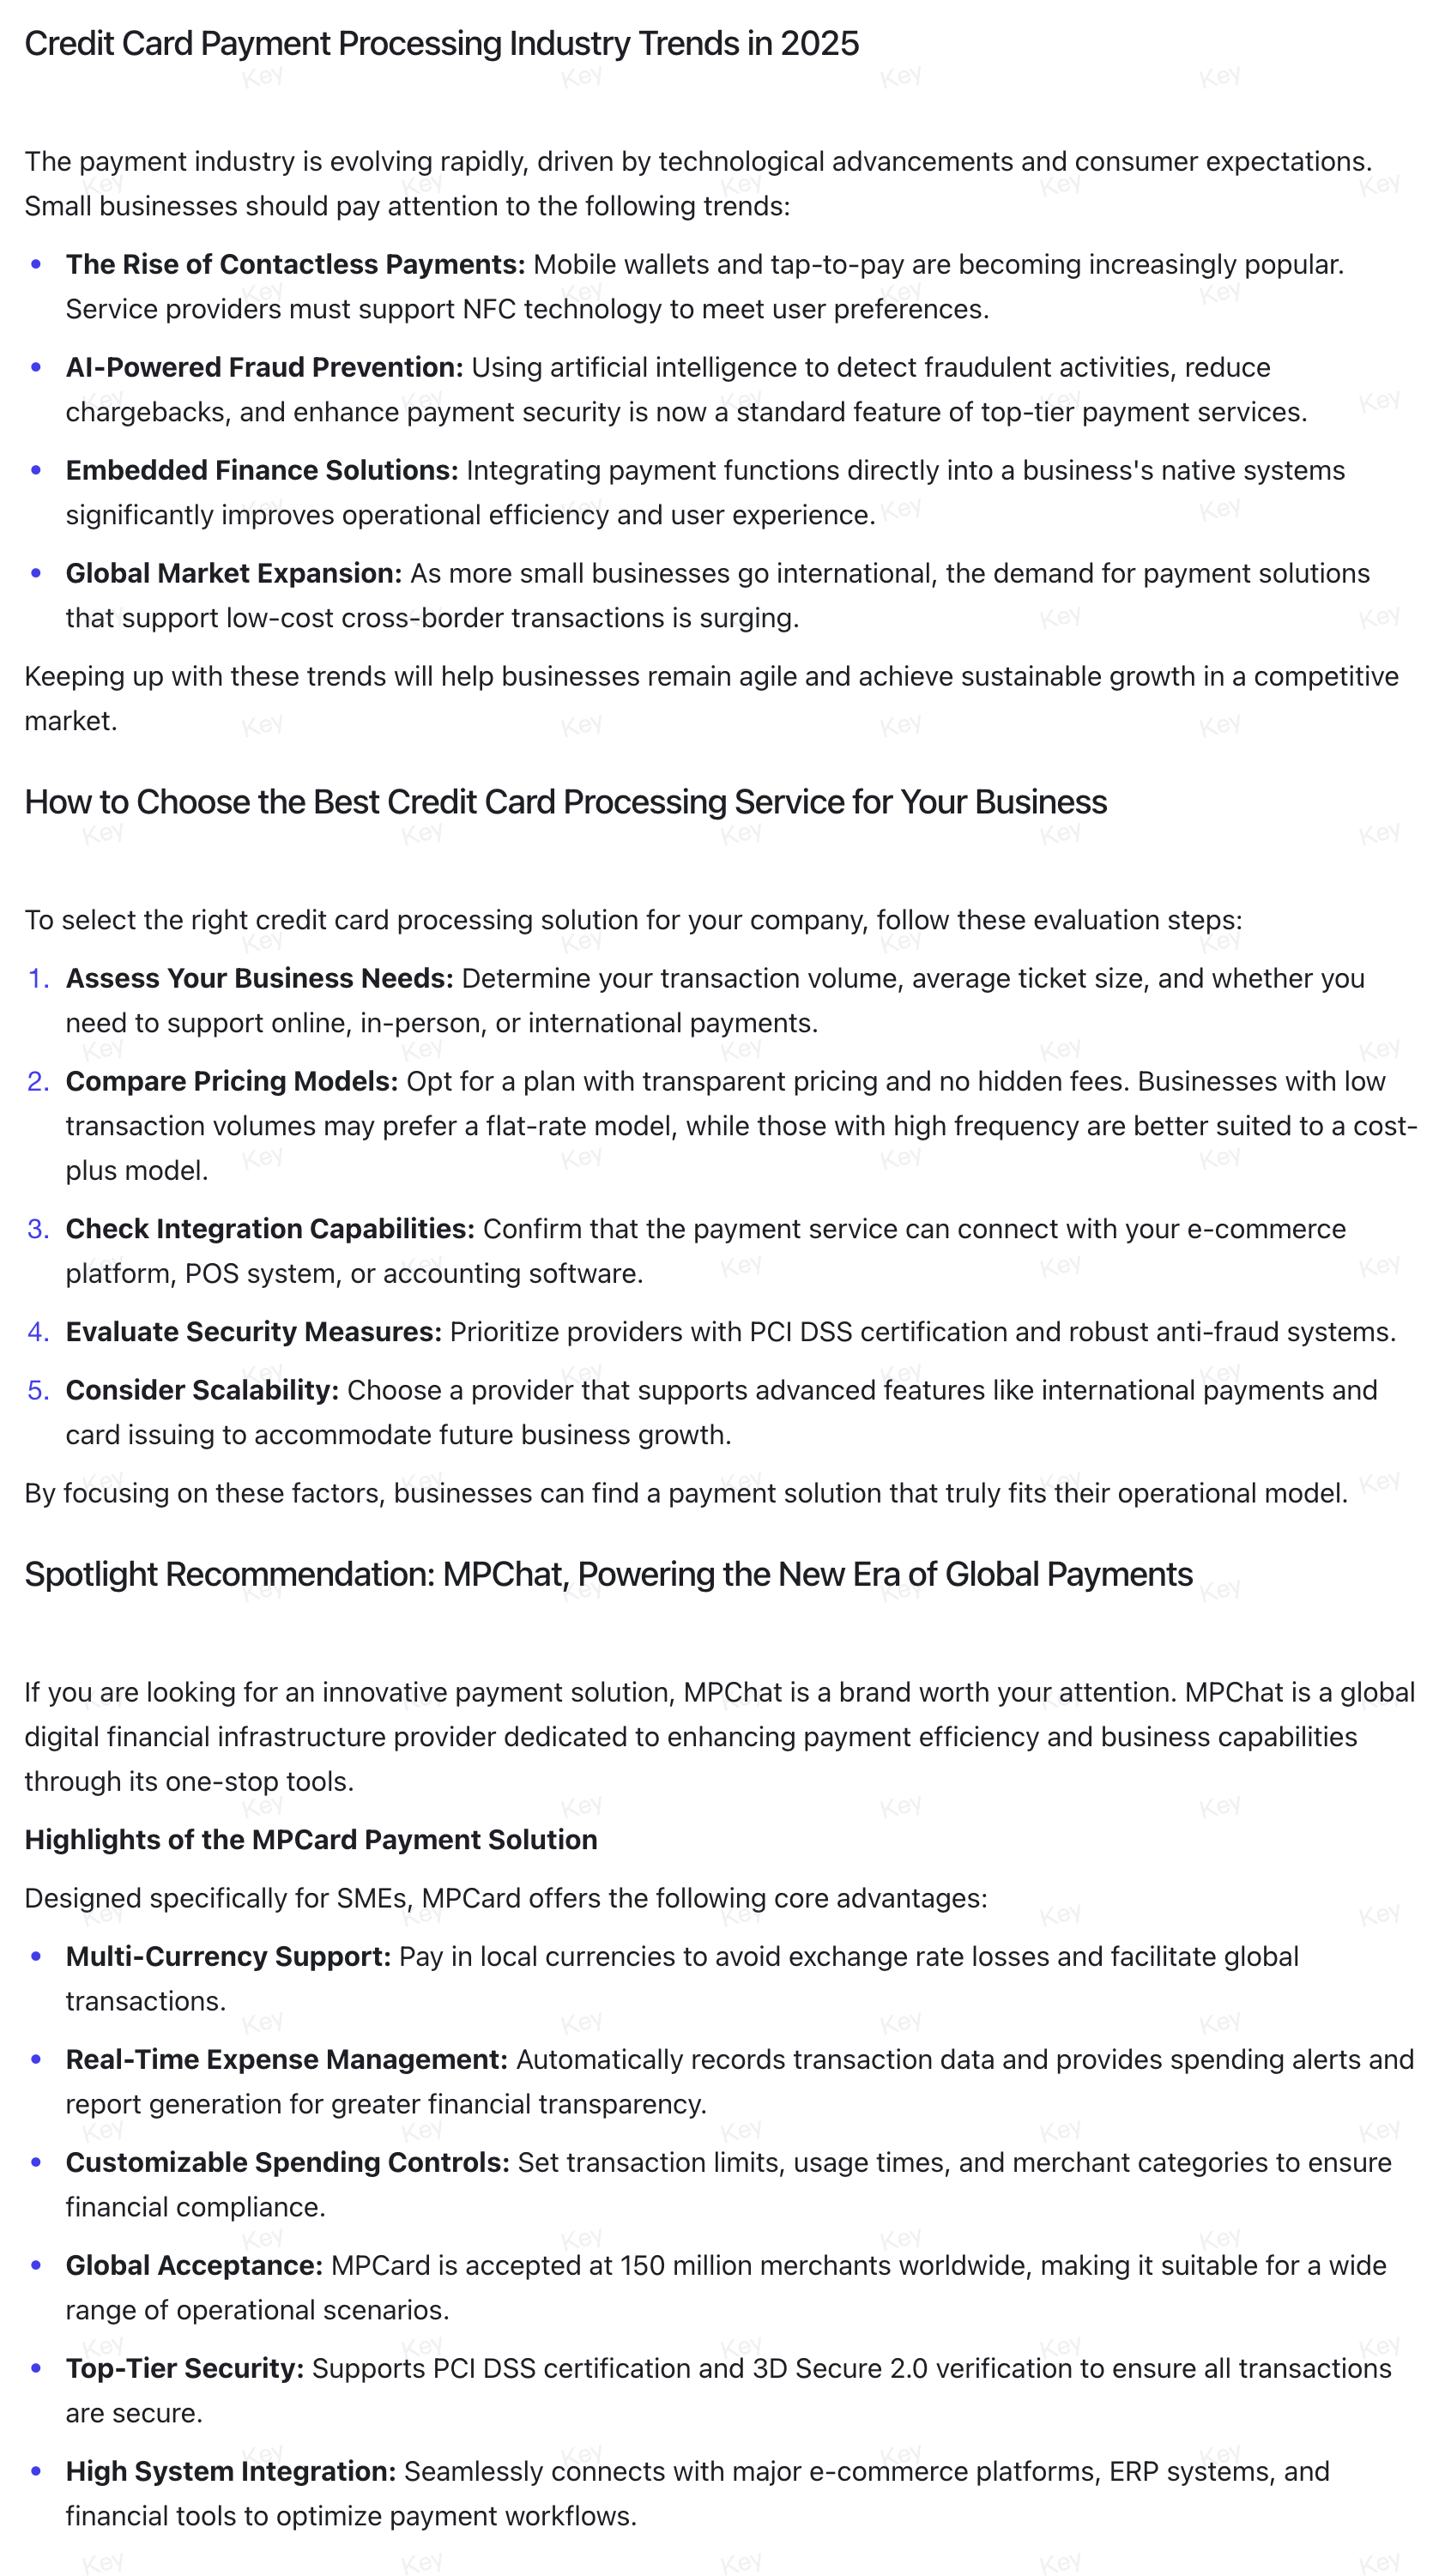 Credit Card Payment Processing Industry Trends in 2025
The payment industry is evolving rapidly, driven by technological advancements and consumer expectations.
Small businesses should pay attention to the following trends:
• The Rise of Contactless Payments: Mobile wallets and tap-to-pay are becoming increasingly popular.
Service providers must support NFC technology to meet user preferences.
• AI-Powered Fraud Prevention: Using artificial intelligence to detect fraudulent activities, reduce
chargebacks, and enhance payment security is now a standard feature of top-tier payment services.
• Embedded Finance Solutions: Integrating payment functions directly into a business's native systems
significantly improves operational efficiency and user experience.
• Global Market Expansion: As more small businesses go international, the demand for payment solutions
that support low-cost cross-border transactions is surging.
Keeping up with these trends will help businesses remain agile and achieve sustainable growth in a competitive
market.
How to Choose the Best Credit Card Processing Service for Your Business
To select the right credit card processing solution for your company, follow these evaluation steps:
1. Assess Your Business Needs: Determine your transaction volume, average ticket size, and whether you
need to support online, in-person, or international payments.
2. Compare Pricing Models: Opt for a plan with transparent pricing and no hidden fees. Businesses with low
transaction volumes may prefer a flat-rate model, while those with high frequency are better suited to a cost-
plus model.
3. Check Integration Capabilities: Confirm that the payment service can connect with your e-commerce
platform, POS system, or accounting software.
4. Evaluate Security Measures: Prioritize providers with PCI DSS certification and robust anti-fraud systems.
5. Consider Scalability: Choose a provider that supports advanced features like international payments and
card issuing to accommodate future business growth.
By focusing on these factors, businesses can find a payment solution that truly fits their operational model.
Spotlight Recommendation: MPChat, Powering the New Era of Global Payments
If you are looking for an innovative payment solution, MPChat is a brand worth your attention. MPChat is a global
digital financial infrastructure provider dedicated to enhancing payment efficiency and business capabilities
through its one-stop tools.
Highlights of the MPCard Payment Solution
Designed specifically for SMEs, MPCard offers the following core advantages:
• Multi-Currency Support: Pay in local currencies to avoid exchange rate losses and facilitate global
transactions.
• Real-Time Expense Management: Automatically records transaction data and provides spending alerts and
report generation for greater financial transparency.
• Customizable Spending Controls: Set transaction limits, usage times, and merchant categories to ensure
financial compliance.
• Global Acceptance: MPCard is accepted at 150 million merchants worldwide, making it suitable for a wide
range of operational scenarios.
• Top-Tier Security: Supports PCI DSS certification and 3D Secure 2.0 verification to ensure all transactions
are secure.
• High System Integration: Seamlessly connects with major e-commerce platforms, ERP systems, and
financial tools to optimize payment workflows.
Key